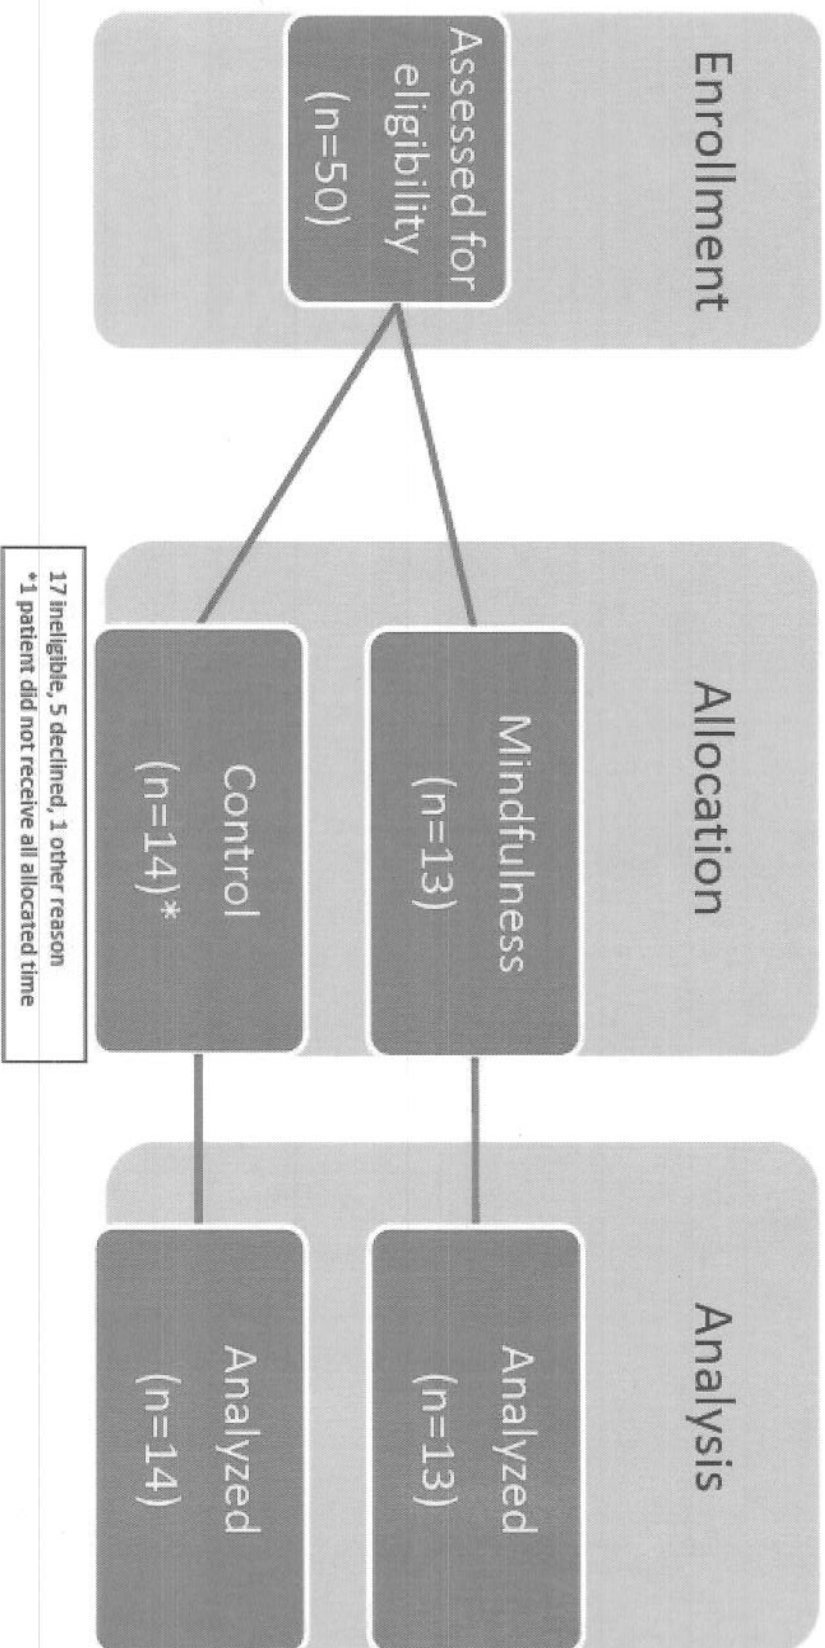 Enrollment
Assessed for
eligibility
(n=50)
Allocation
Mindfulness
(n=13)
Control
(n=14)*
Analysis
Analyzed
(n=13)
Analyzed
(n=14)
17 ineligible, 5 declined, 1 other reason
*1 patient did not receive all allocated time